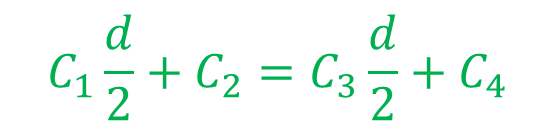 C₁ d/2 + C₂ = C₃ d/2 + C₄